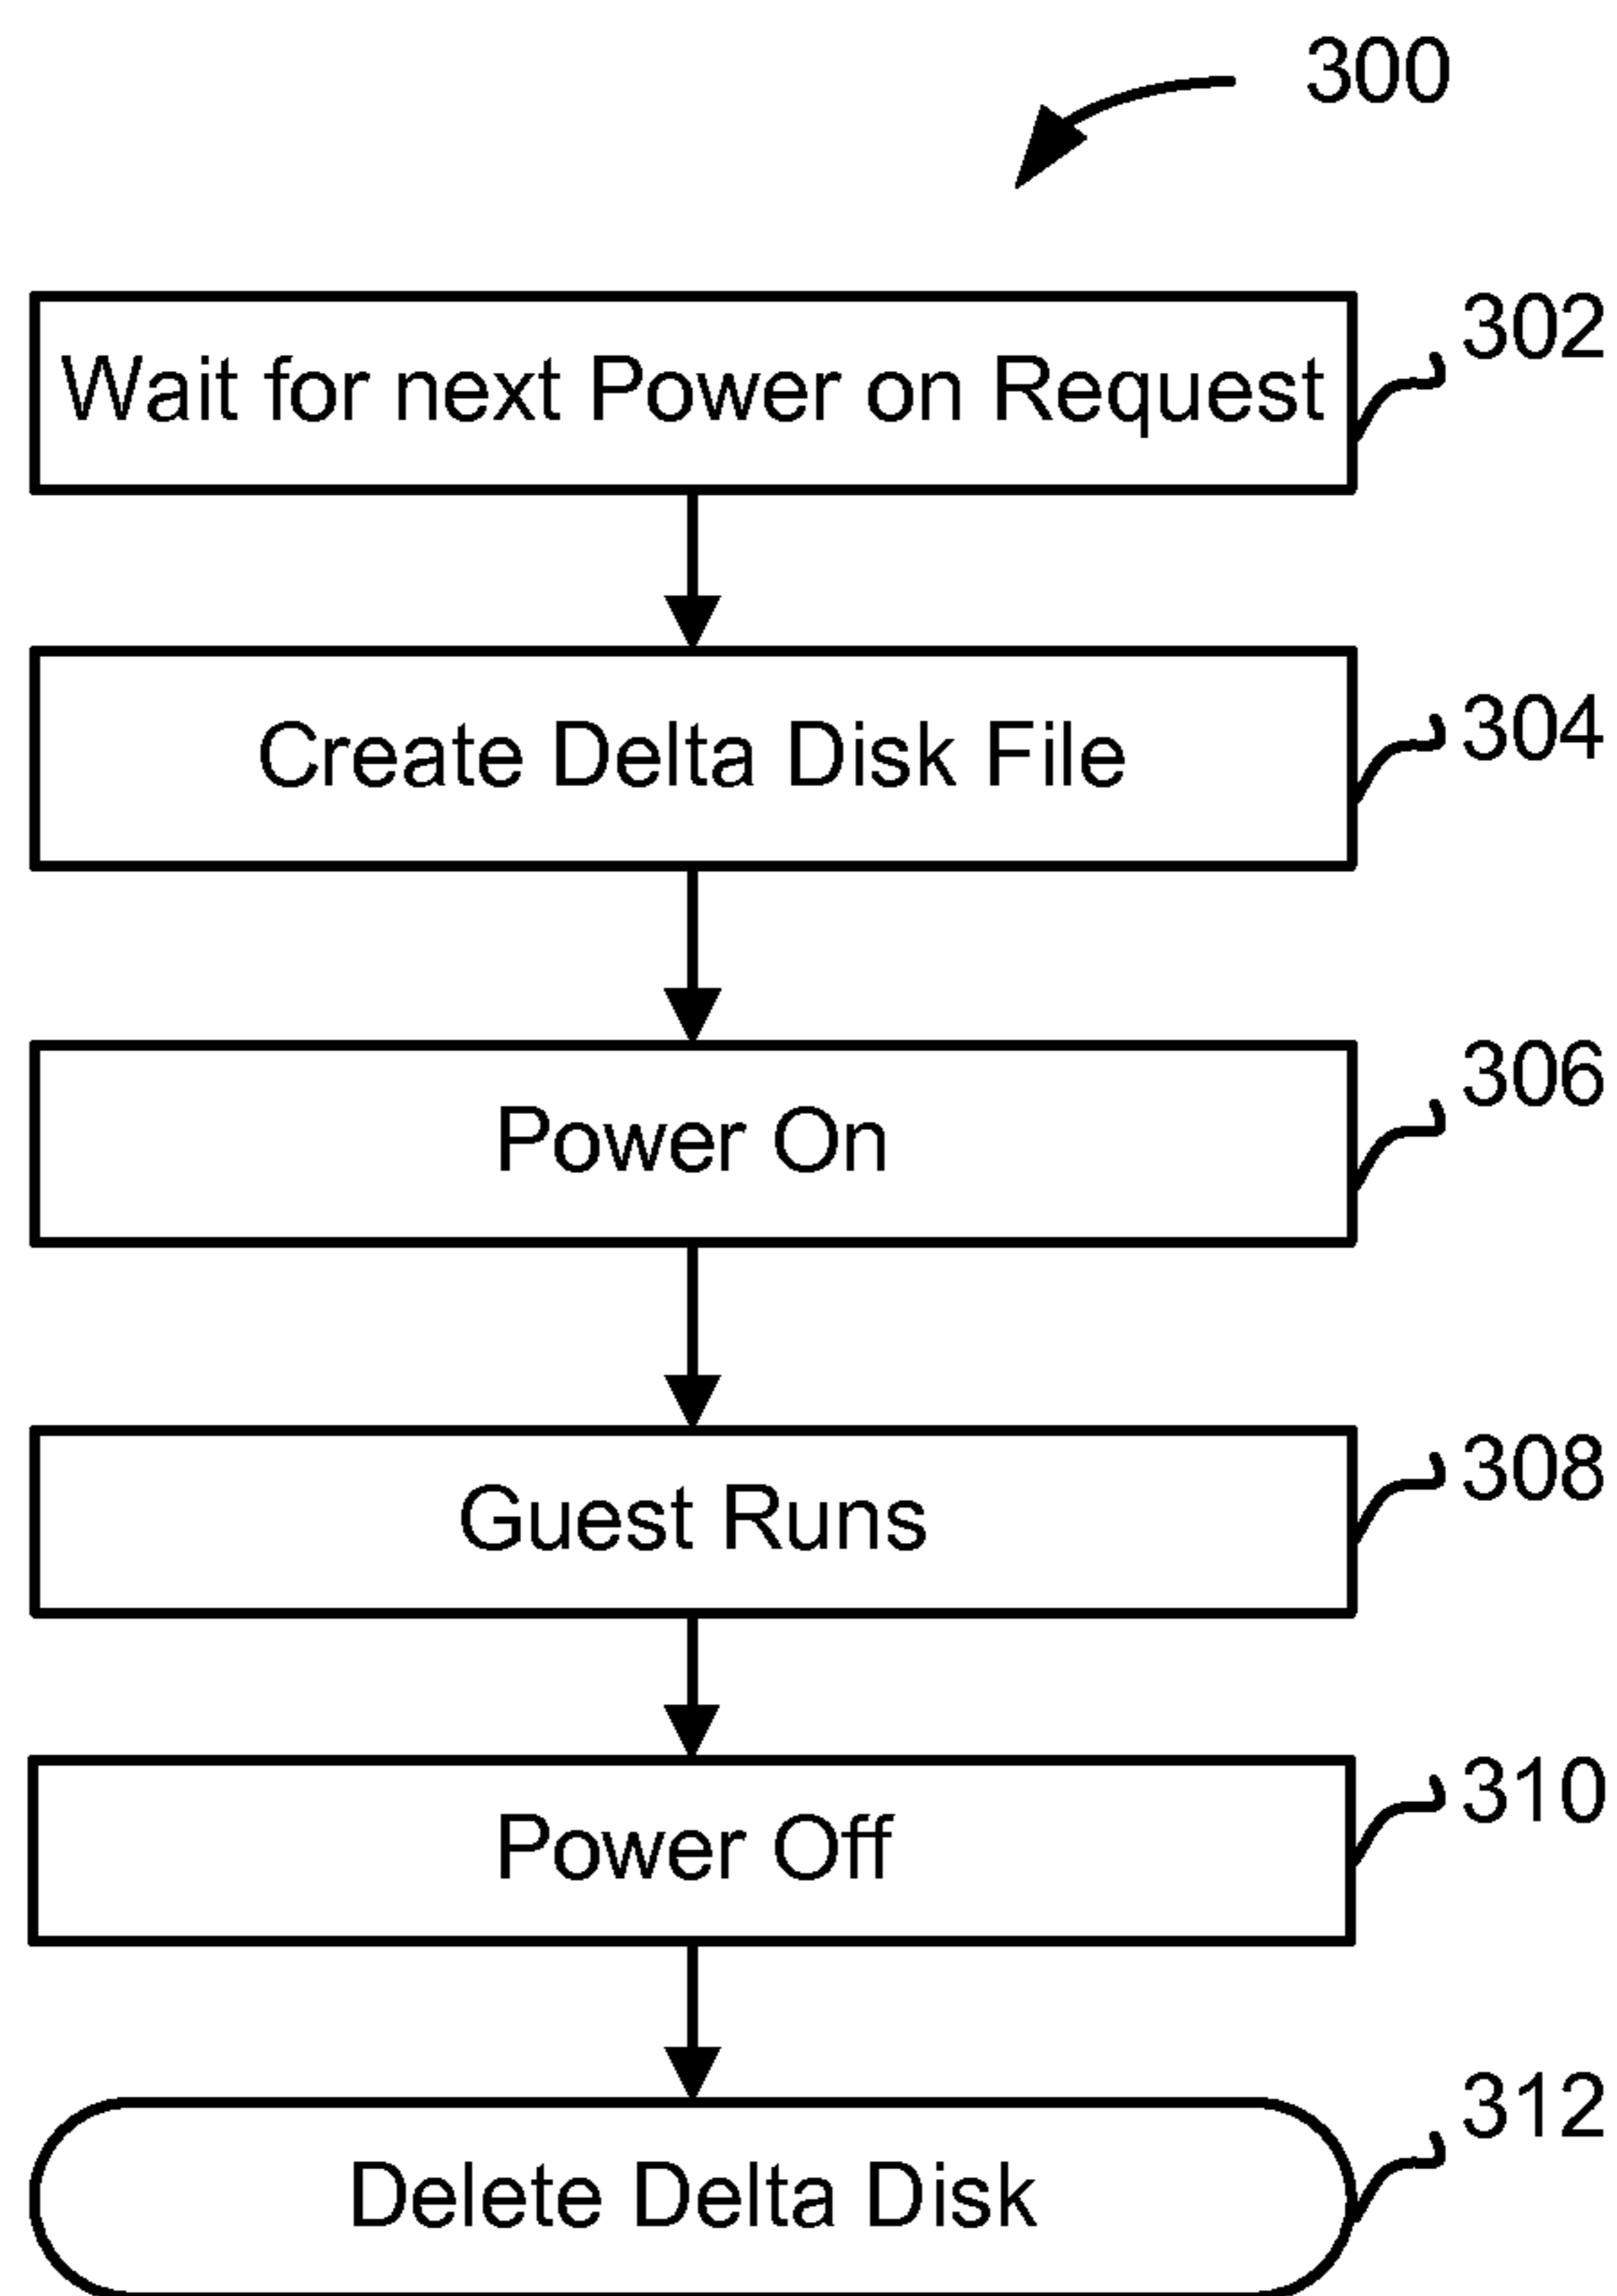 300
Wait for next Power on Request
302
Create Delta Disk File
304
Power On
306
Guest Runs
308
Power Off
310
Delete Delta Disk
312